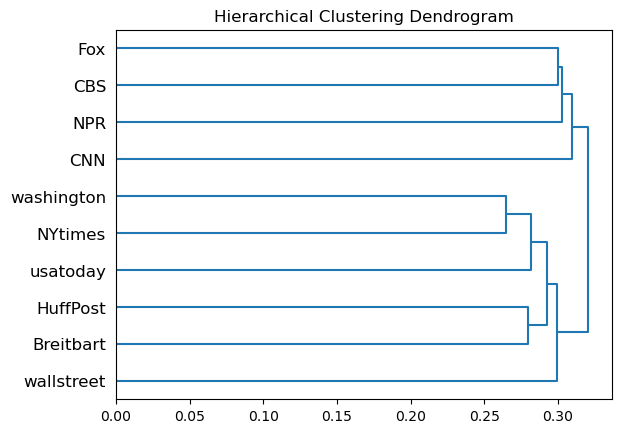 Hierarchical Clustering Dendrogram
Fox
CBS
NPR
CNN
washington
NYtimes
usatoday
HuffPost
Breitbart
wallstreet
0.00 0.05 0.10 0.15 0.20 0.25 0.30